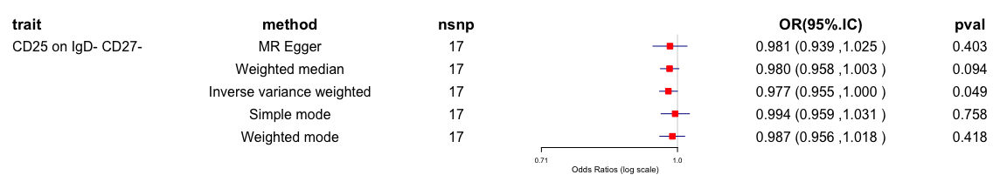 trait method nsnp OR(95%.IC) pval
CD25 on IgD- CD27- MR Egger 17 0.981 (0.939 ,1.025 ) 0.403
Weighted median 17 0.980 (0.958 ,1.003 ) 0.094
Inverse variance weighted 17 0.977 (0.955 ,1.000 ) 0.049
Simple mode 17 0.994 (0.959 ,1.031 ) 0.758
Weighted mode 17 0.987 (0.956 ,1.018 ) 0.418
0.71 1.0
Odds Ratios (log scale)